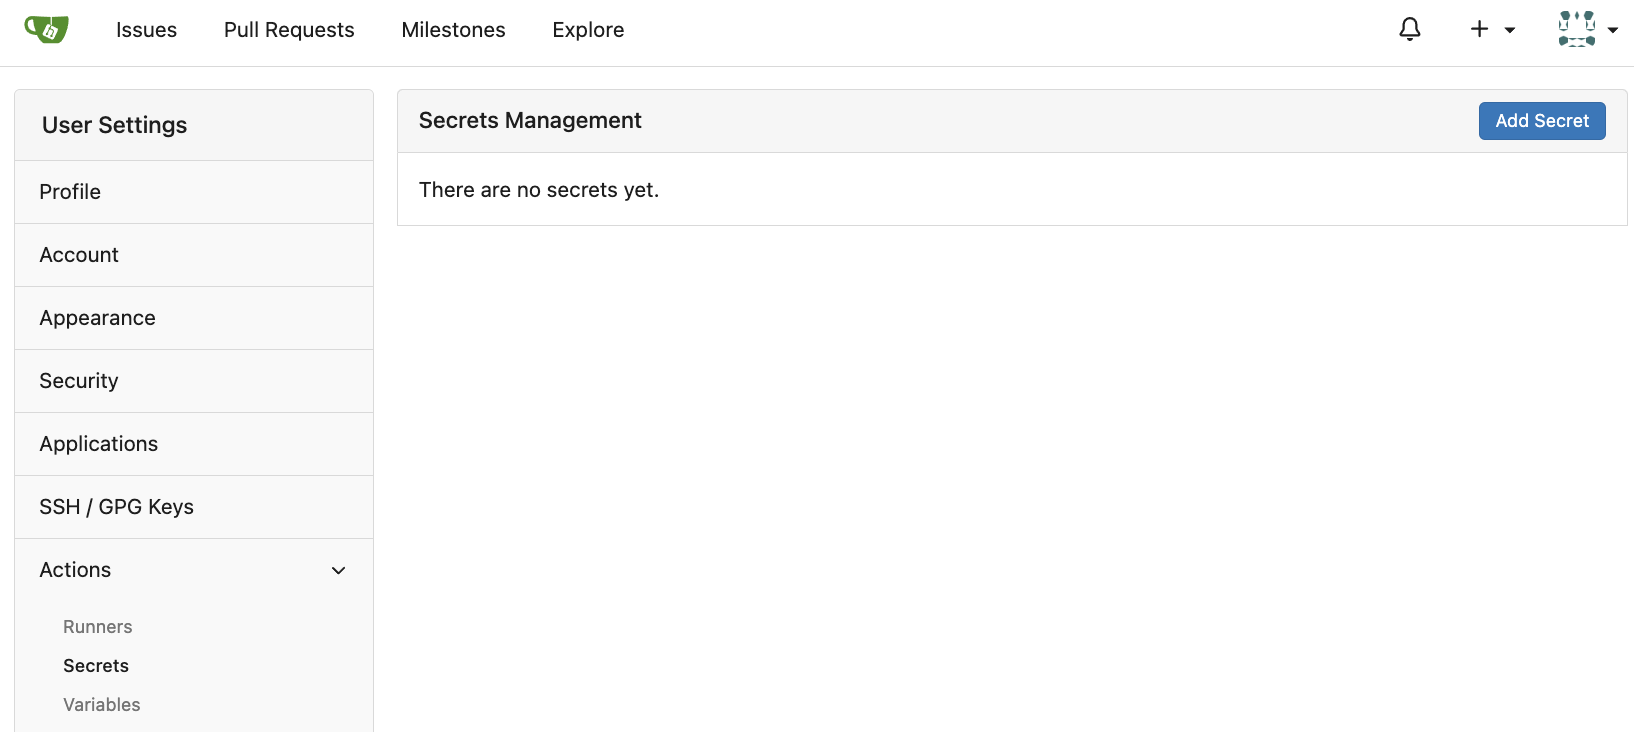 Issues Pull Requests Milestones Explore
User Settings
Profile
Account
Appearance
Security
Applications
SSH / GPG Keys
Actions
Runners
Secrets
Variables
Secrets Management
Add Secret
There are no secrets yet.